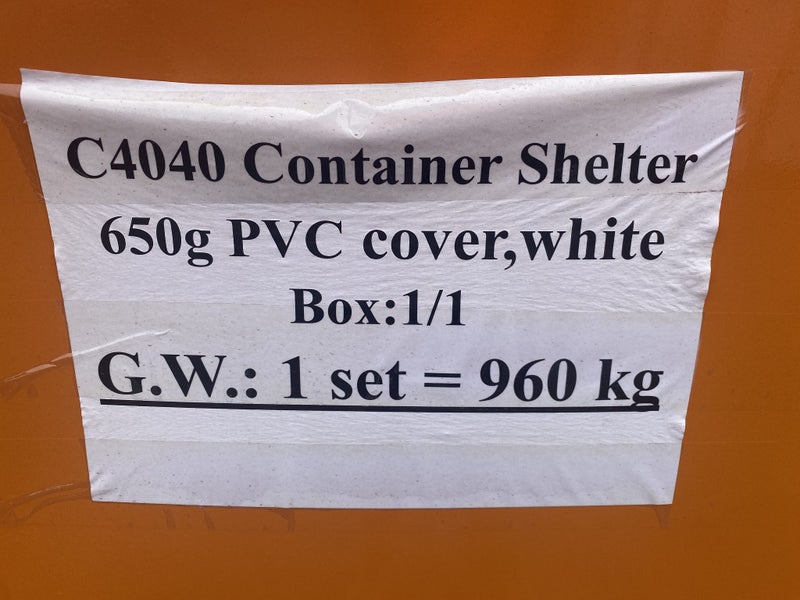 C4040 Container Shelter
650g PVC cover,white
Box:1/1
G.W.: 1 set = 960 kg